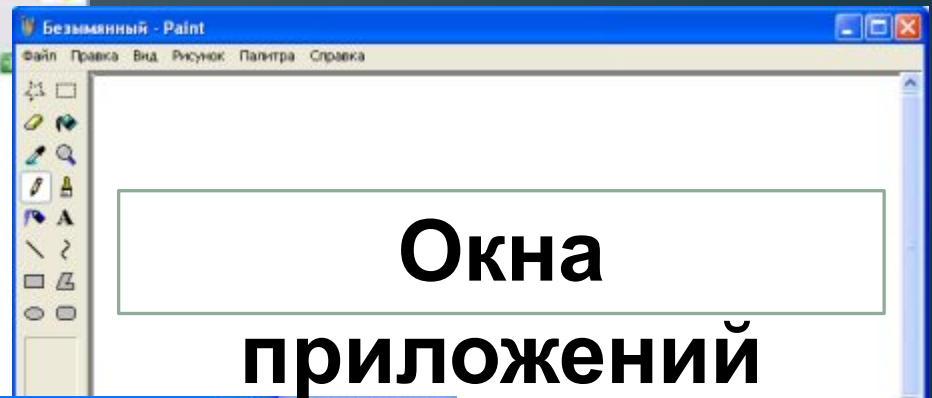 Безымянный - Paint
Файл Правка Вид Рисунок Палитра Справка
A
Окна
приложений